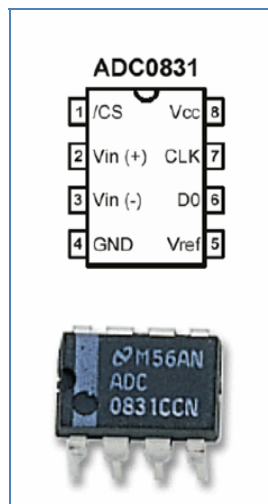 ADC0831
1 /CS Vcc 8
2 Vin (+) CLK 7
3 Vin (-) D0 6
4 GND Vref 5
M56AN
ADC
0831CCN